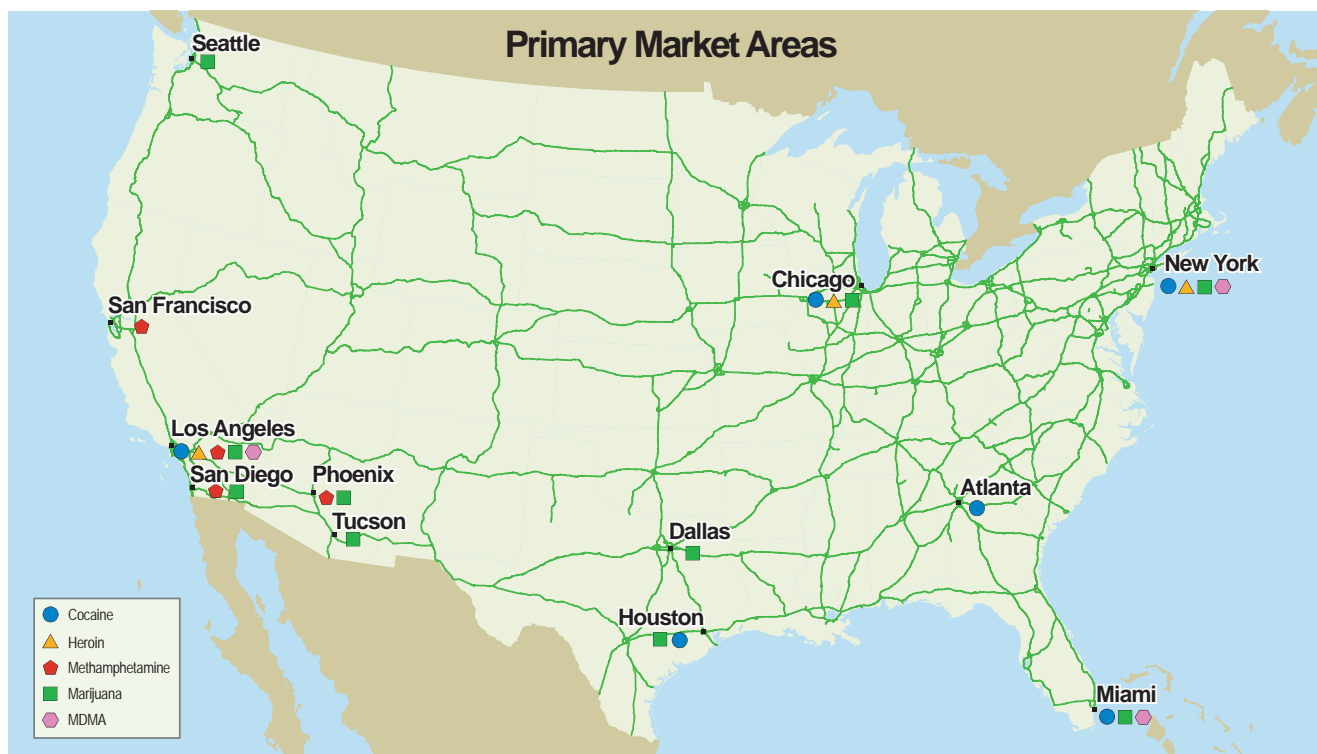 Primary Market Areas
Seattle
San Francisco
Chicago
New York
Los Angeles
San Diego
Phoenix
Tucson
Atlanta
Dallas
Houston
Miami
Cocaine
Heroin
Methamphetamine
Marijuana
MDMA